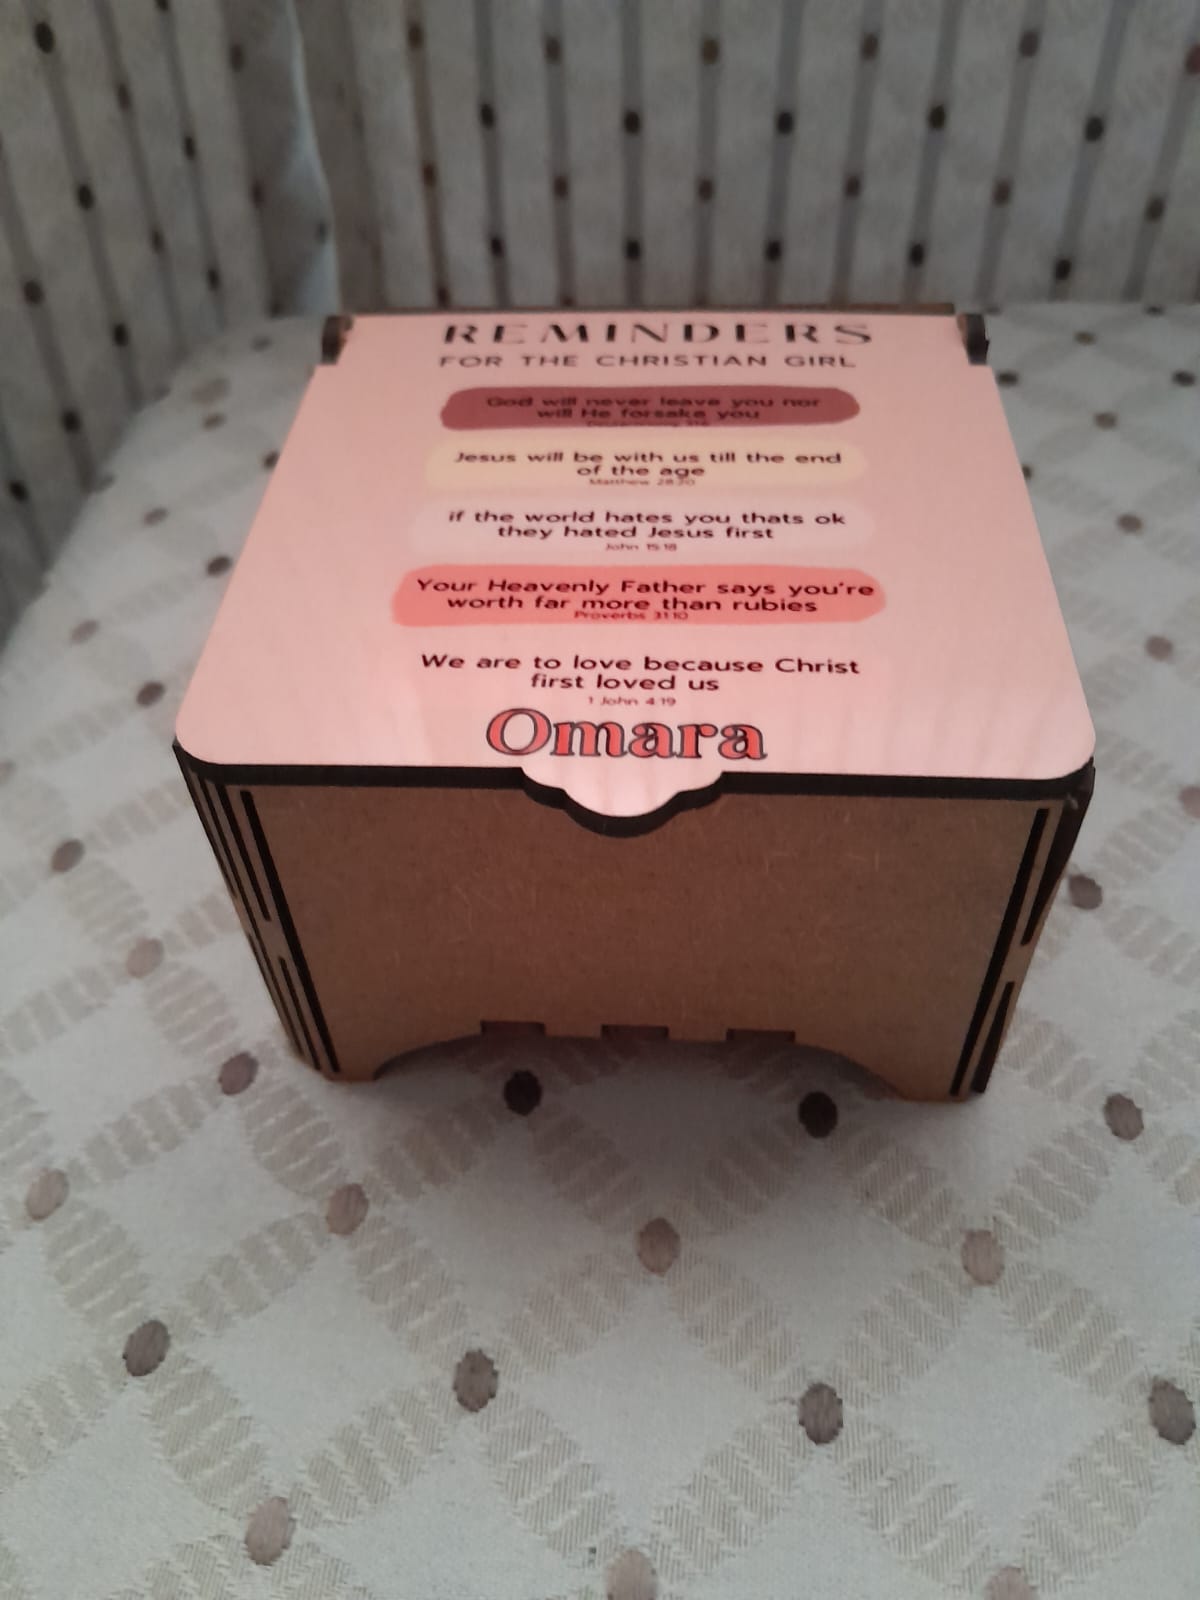 REMINDERS
FOR THE CHRISTIAN GIRL
God will never leave you nor
will He forsake you
Jesus will be with us till the end
of the age
Matthew 28:20
if the world hates you thats ok
they hated Jesus first
John 15:18
Your Heavenly Father says you're
worth far more than rubies
Proverbs 31:10
We are to love because Christ
first loved us
1 John 4:19
Omara